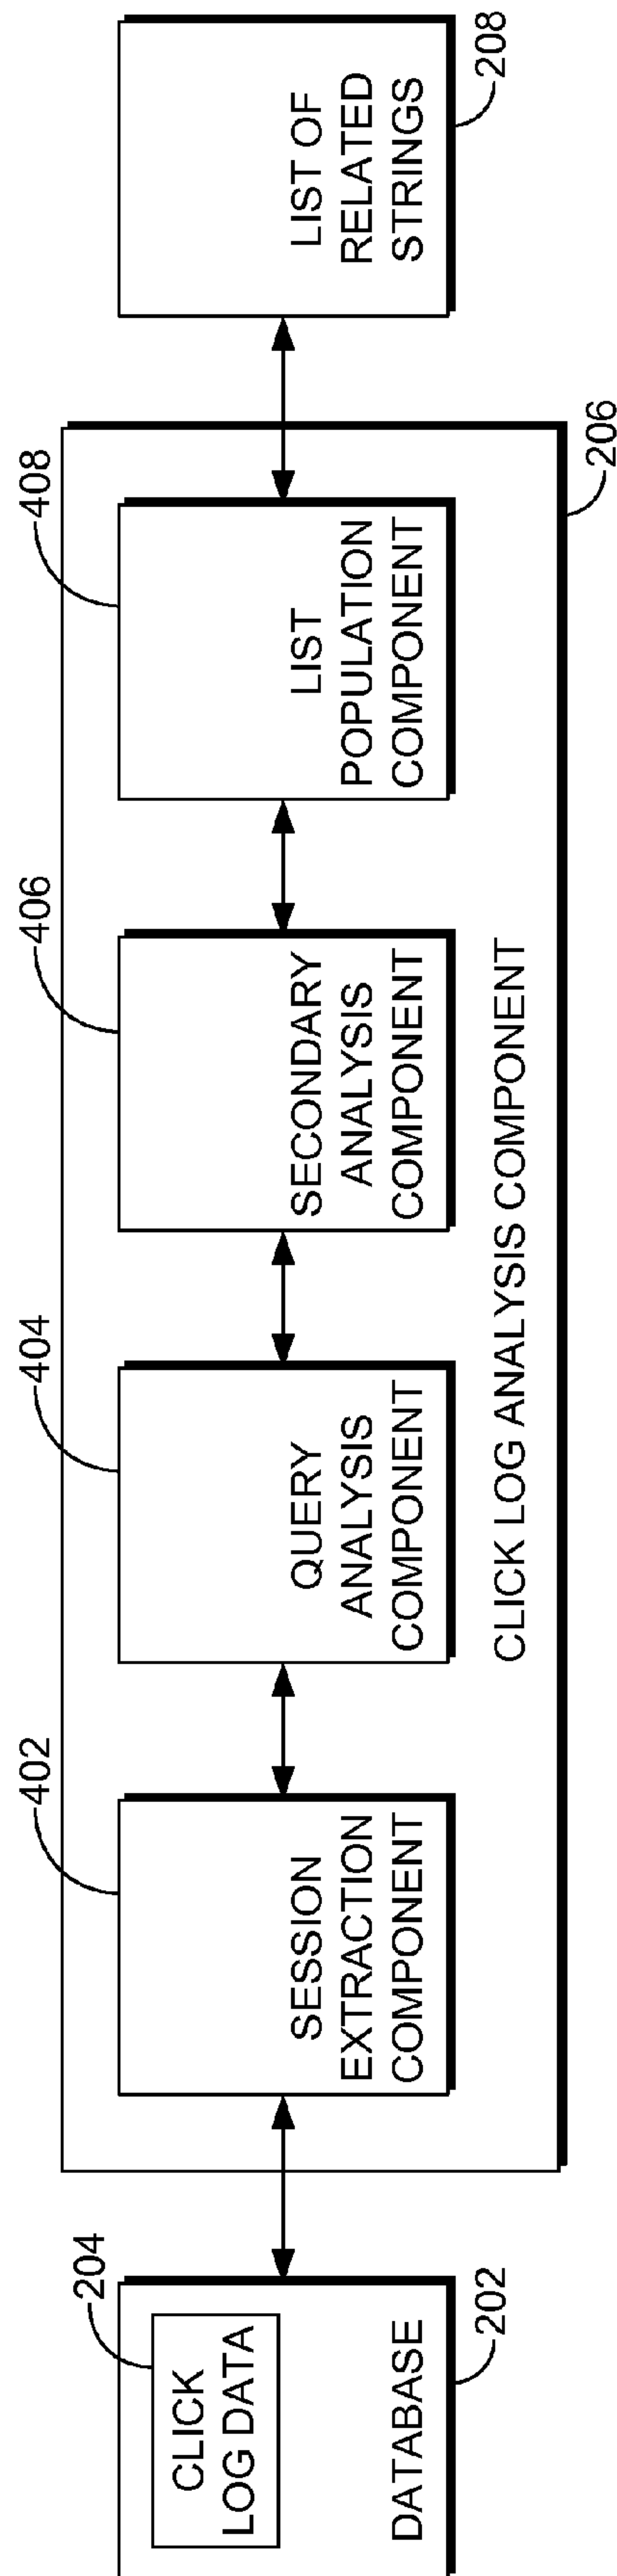 204
CLICK
LOG DATA
DATABASE
202
402
SESSION
EXTRACTION
COMPONENT
404
QUERY
ANALYSIS
COMPONENT
406
SECONDARY
ANALYSIS
COMPONENT
408
LIST
POPULATION
COMPONENT
CLICK LOG ANALYSIS COMPONENT
206
LIST OF
RELATED
STRINGS
208